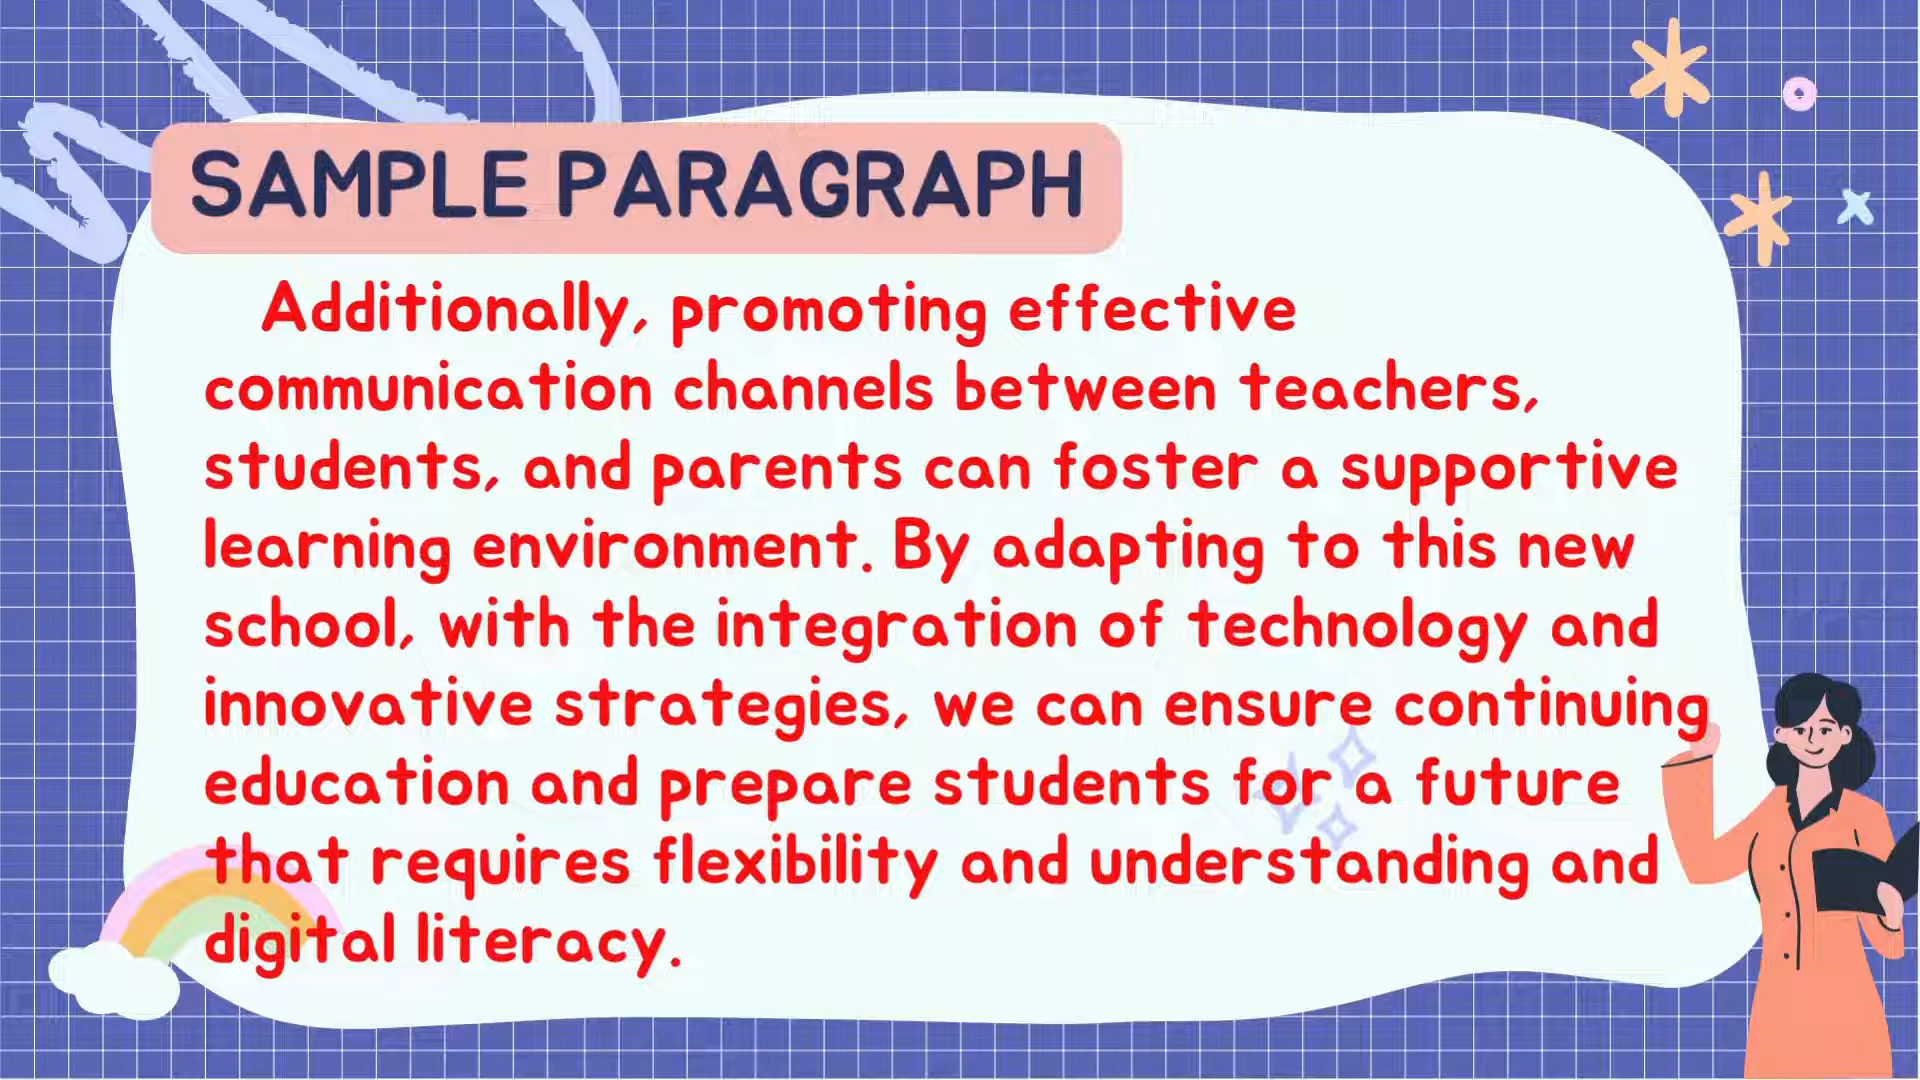 SAMPLE PARAGRAPH
Additionally, promoting effective
communication channels between teachers,
students, and parents can foster a supportive
learning environment. By adapting to this new
school, with the integration of technology and
innovative strategies, we can ensure continuing
education and prepare students for a future
that requires flexibility and understanding and
digital literacy.